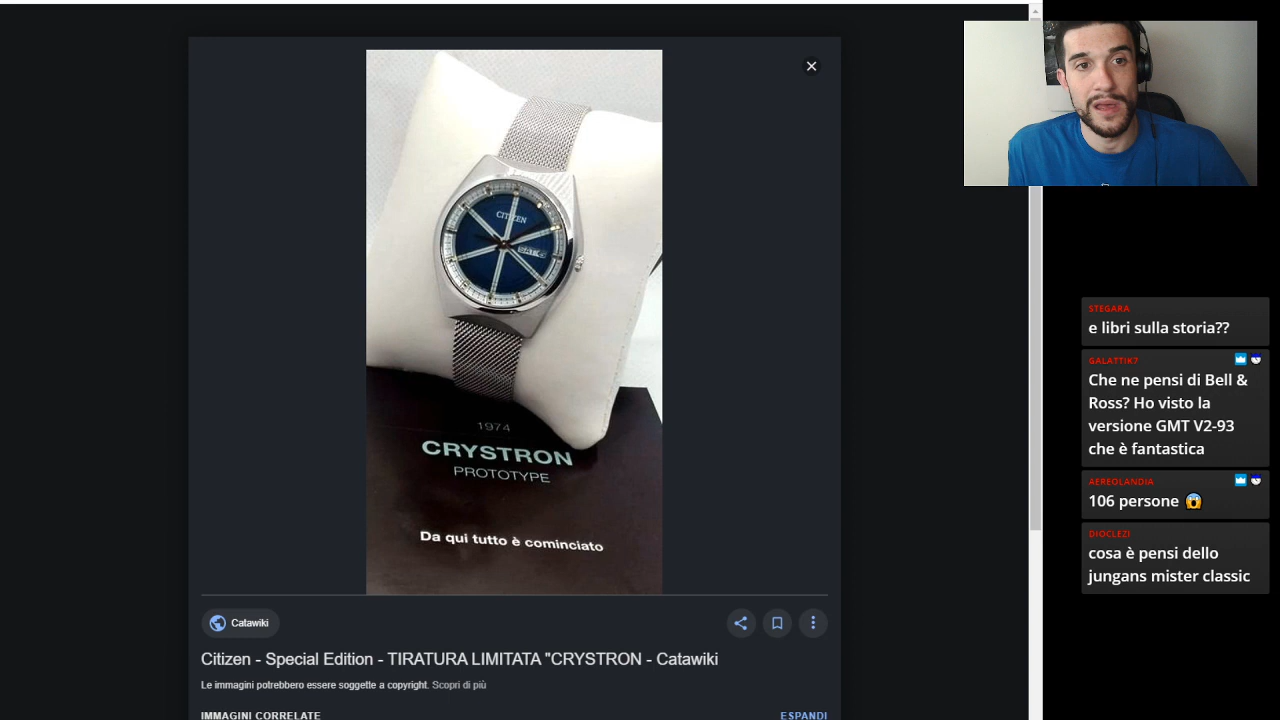 CITIZEN
1974
CRYSTRON
PROTOTYPE
Da qui tutto è cominciato
Catawiki
Citizen - Special Edition - TIRATURA LIMITATA "CRYSTRON - Catawiki
Le immagini potrebbero essere soggette a copyright. Scopri di più
IMMAGINI CORRELATE
ESPANDI
STEGARA
e libri sulla storia??
GALATTIK7
Che ne pensi di Bell &
Ross? Ho visto la
versione GMT V2-93
che è fantastica
AEREOLANDIA
106 persone 😱
DIOCLEZI
cosa è pensi dello
jungans mister classic